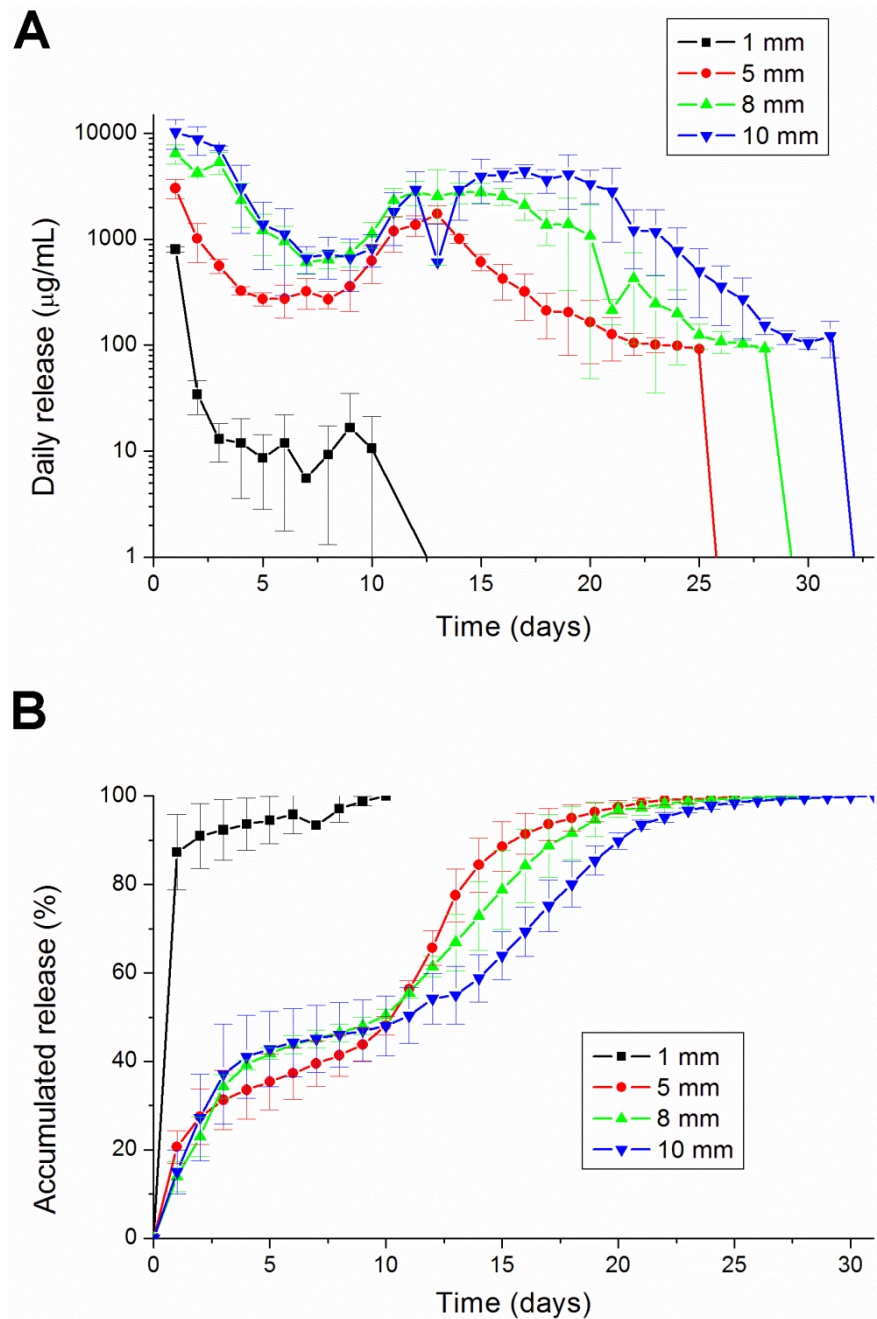 A
1 mm
5 mm
8 mm
10 mm
10000
1000
100
10
1
Daily release (μg/mL)
0 5 10 15 20 25 30
Time (days)
B
100
80
60
40
20
0
Accumulated release (%)
1 mm
5 mm
8 mm
10 mm
0 5 10 15 20 25 30
Time (days)